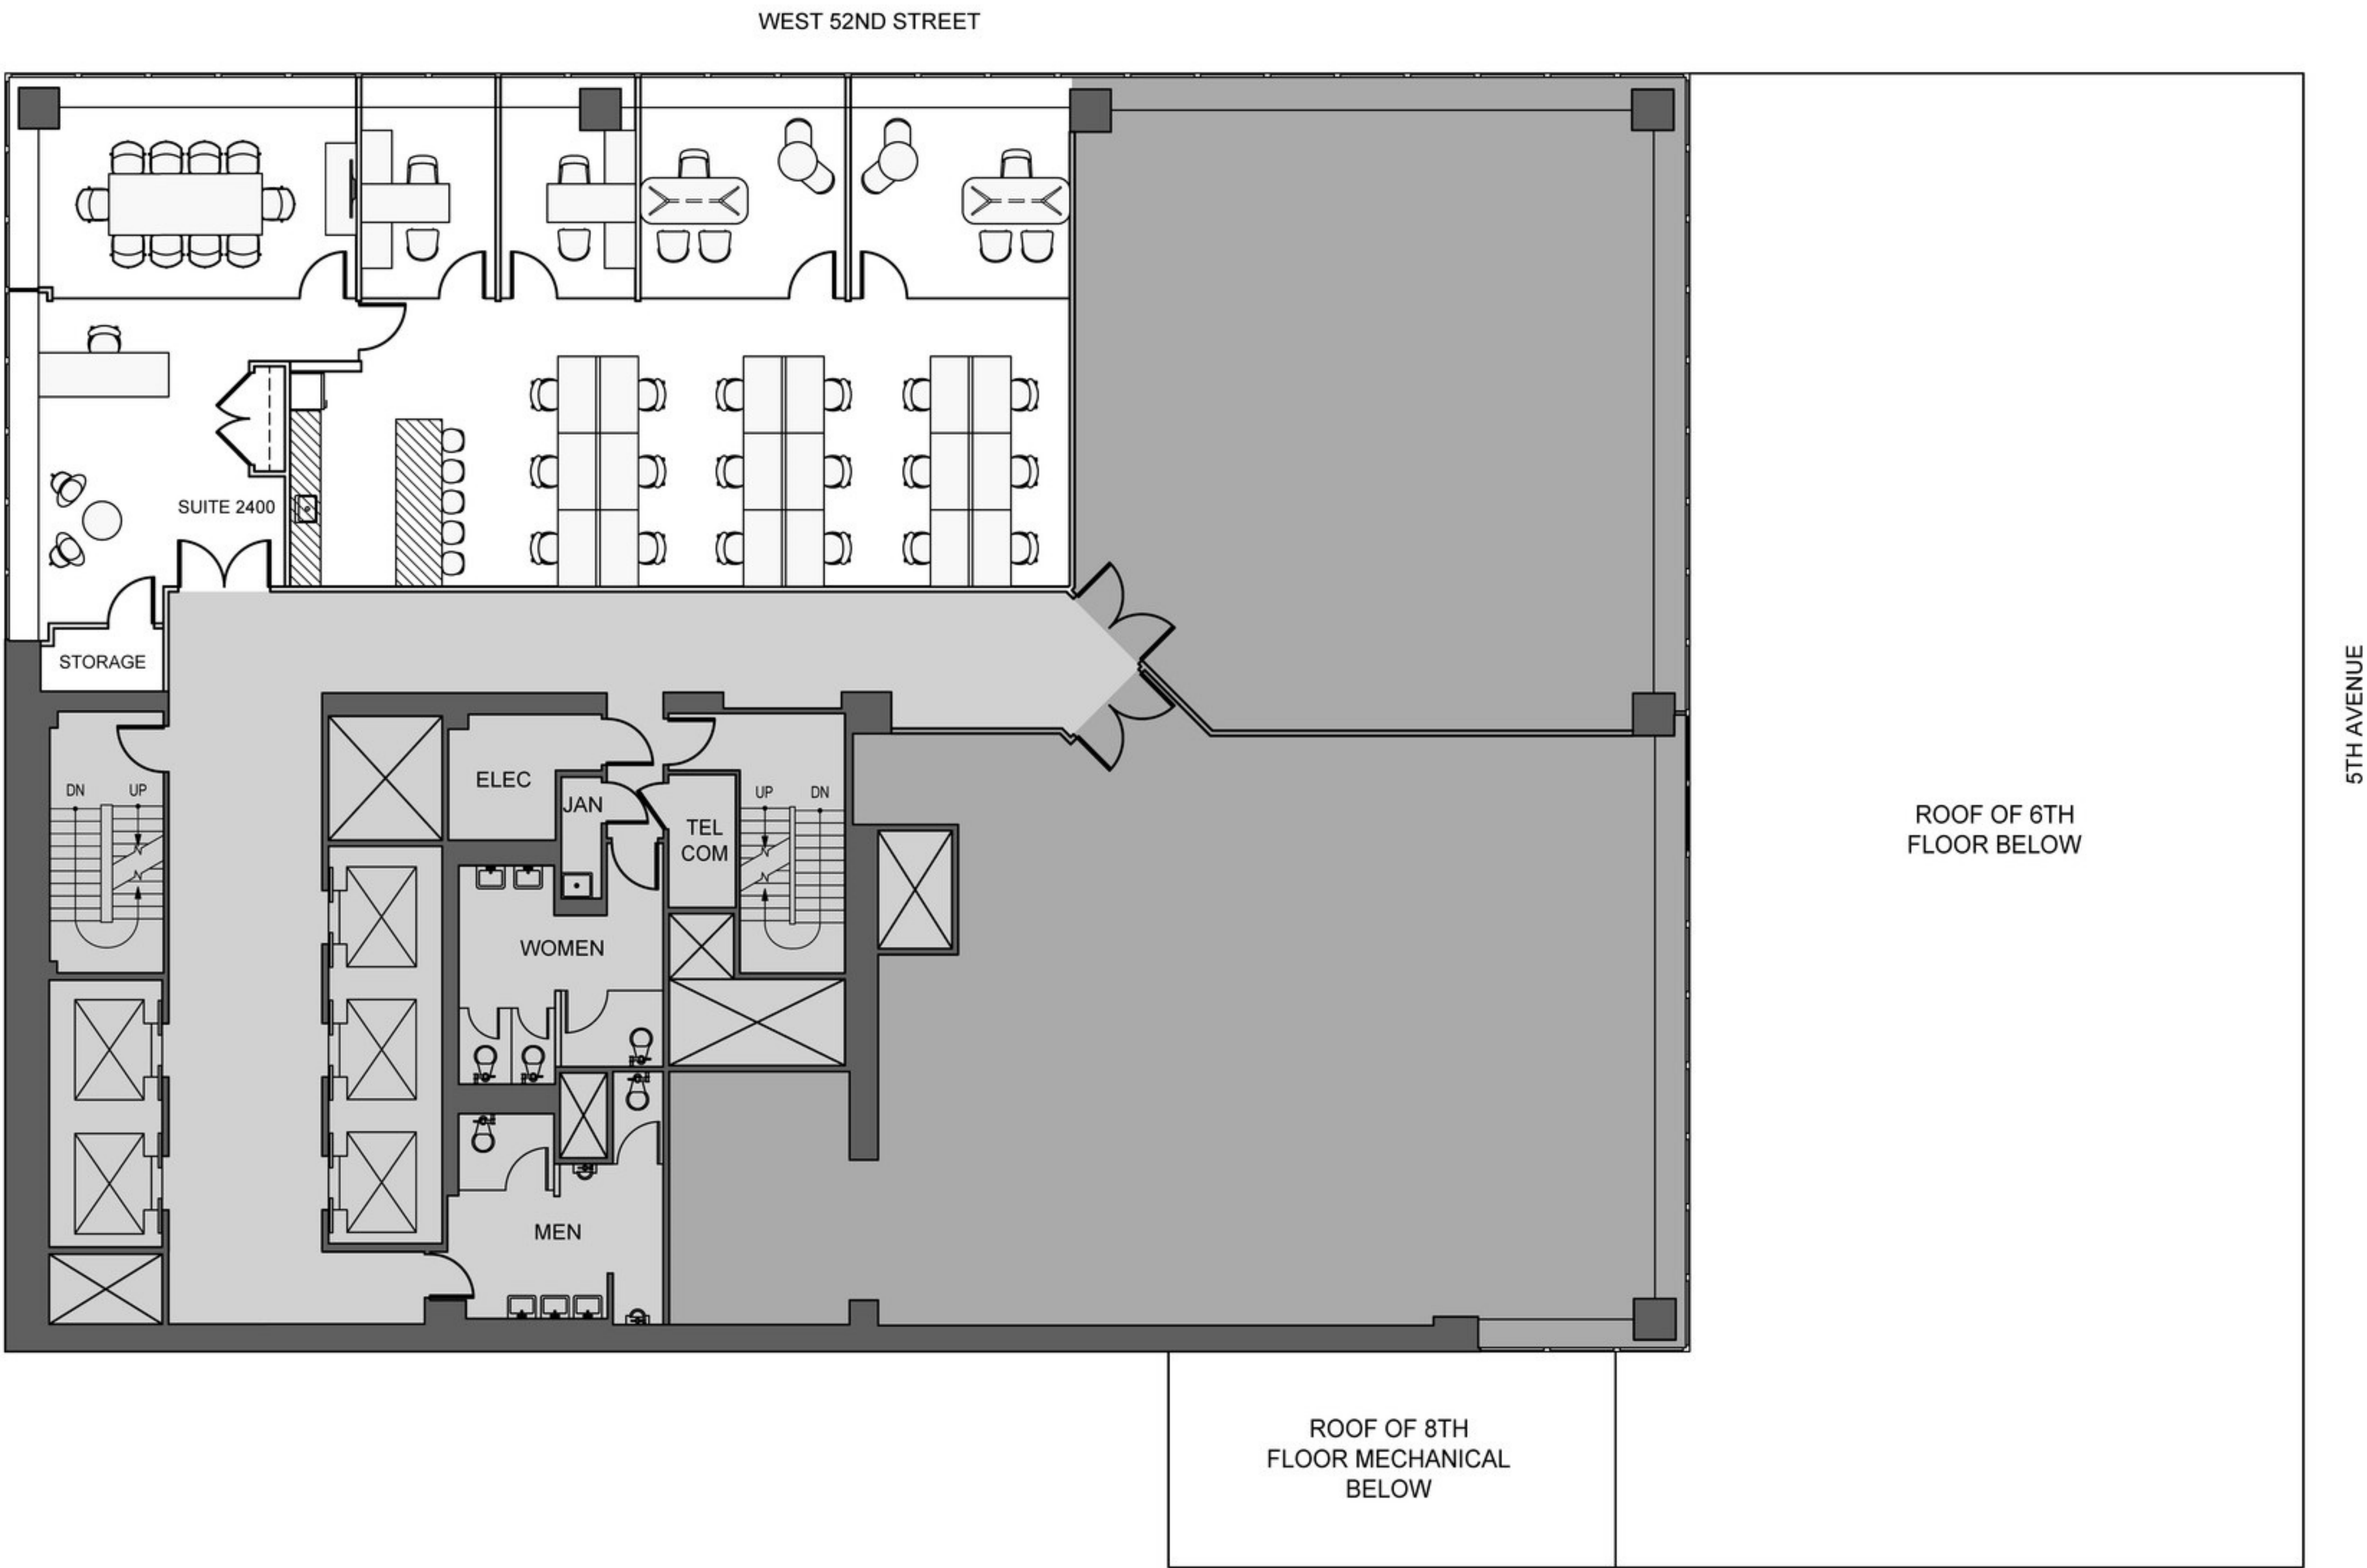 WEST 52ND STREET
SUITE 2400
STORAGE
ELEC
JAN
DN UP
UP DN
TEL
COM
WOMEN
MEN
ROOF OF 6TH
FLOOR BELOW
5TH AVENUE
ROOF OF 8TH
FLOOR MECHANICAL
BELOW